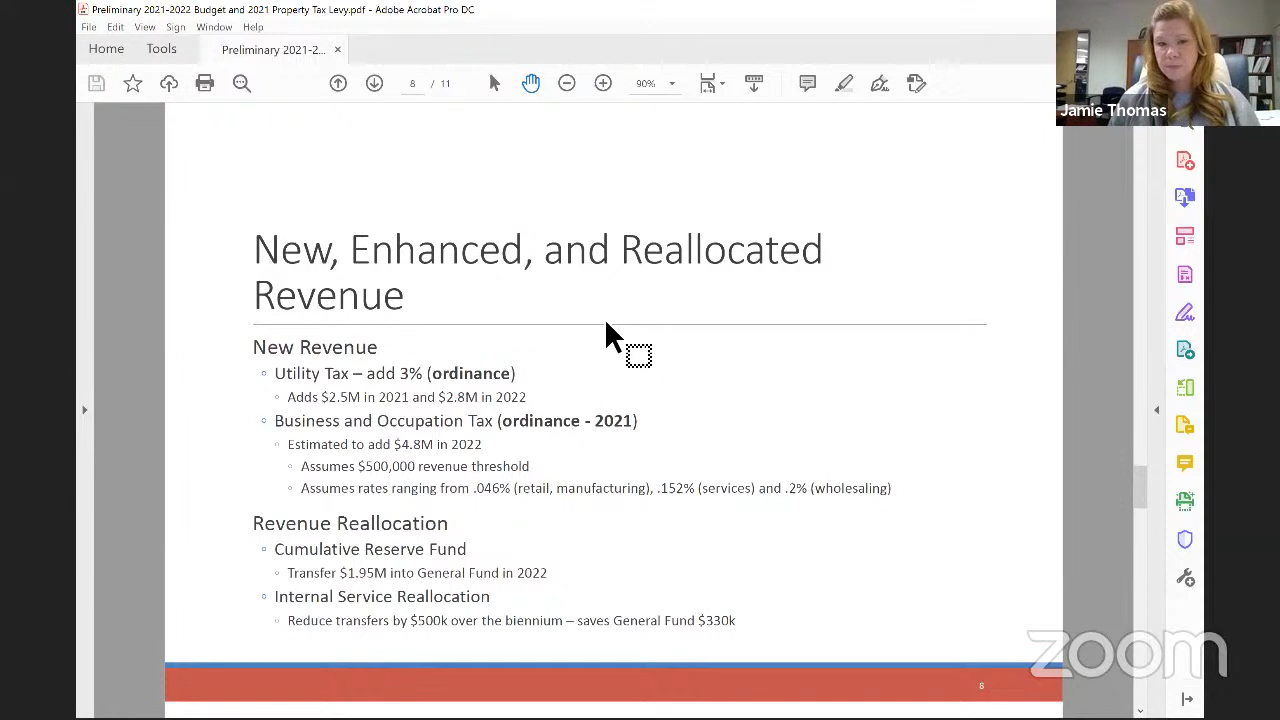 Preliminary 2021-2022 Budget and 2021 Property Tax Levy.pdf - Adobe Acrobat Pro DC
File Edit View Sign Window Help
Home Tools Preliminary 2021-2... ×
8 / 11 90%
Jamie Thomas
New, Enhanced, and Reallocated
Revenue
New Revenue
Utility Tax – add 3% (ordinance)
Adds $2.5M in 2021 and $2.8M in 2022
Business and Occupation Tax (ordinance - 2021)
Estimated to add $4.8M in 2022
Assumes $500,000 revenue threshold
Assumes rates ranging from .046% (retail, manufacturing), .152% (services) and .2% (wholesaling)
Revenue Reallocation
Cumulative Reserve Fund
Transfer $1.95M into General Fund in 2022
Internal Service Reallocation
Reduce transfers by $500k over the biennium – saves General Fund $330k
8
zoom